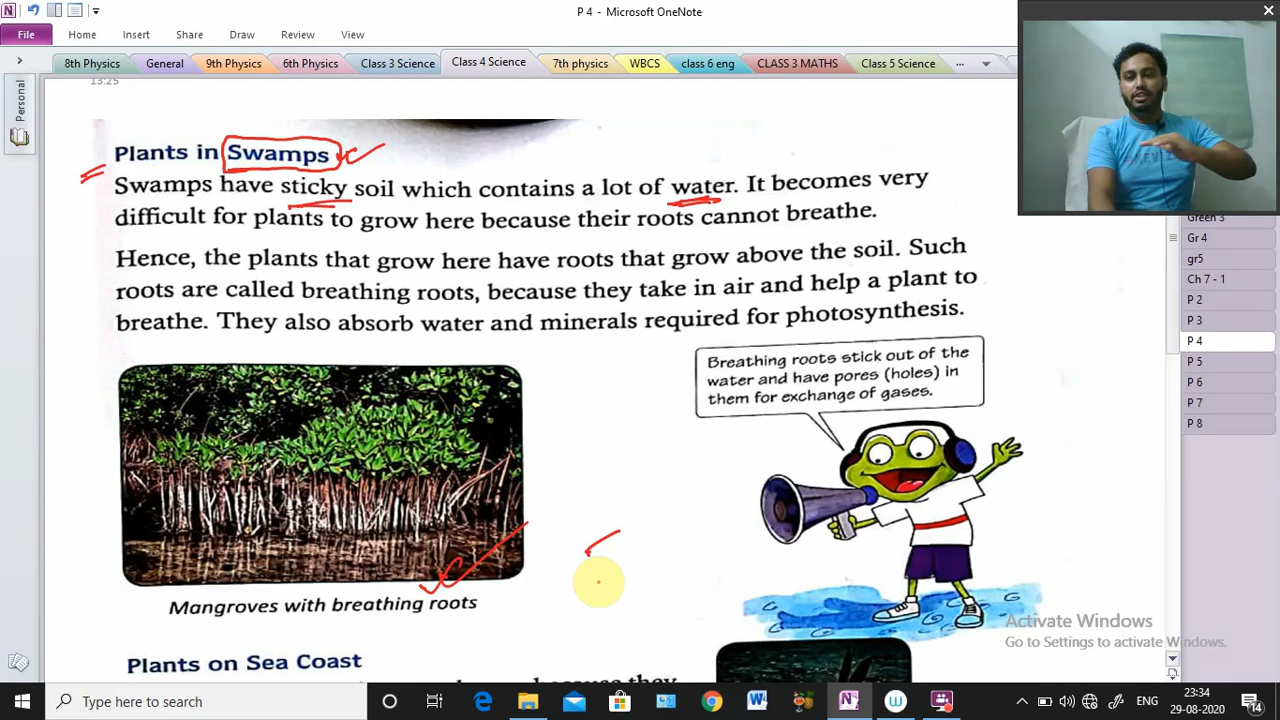 P 4 - Microsoft OneNote
File Home Insert Share Draw Review View
8th Physics General 9th Physics 6th Physics Class 3 Science Class 4 Science 7th physics WBCS class 6 eng CLASS 3 MATHS Class 5 Science ...
Personal
13:25
Plants in Swamps
Swamps have sticky soil which contains a lot of water. It becomes very
difficult for plants to grow here because their roots cannot breathe.
Hence, the plants that grow here have roots that grow above the soil. Such
roots are called breathing roots, because they take in air and help a plant to
breathe. They also absorb water and minerals required for photosynthesis.
Breathing roots stick out of the
water and have pores (holes) in
them for exchange of gases.
Mangroves with breathing roots
Plants on Sea Coast
Green 3
Gr 4
gr5
Ch 7 - 1
P 2
P 3
P 4
P 5
P 6
P 7
P 8
Activate Windows
Go to Settings to activate Windows.
Type here to search
ENG
23:34
29-08-2020
14